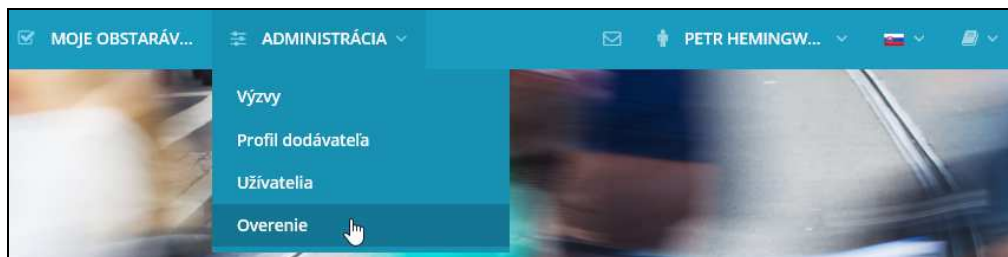 MOJE OBSTARÁV... ADMINISTRÁCIA PETR HEMINGW...
Výzvy
Profil dodávateľa
Užívatelia
Overenie